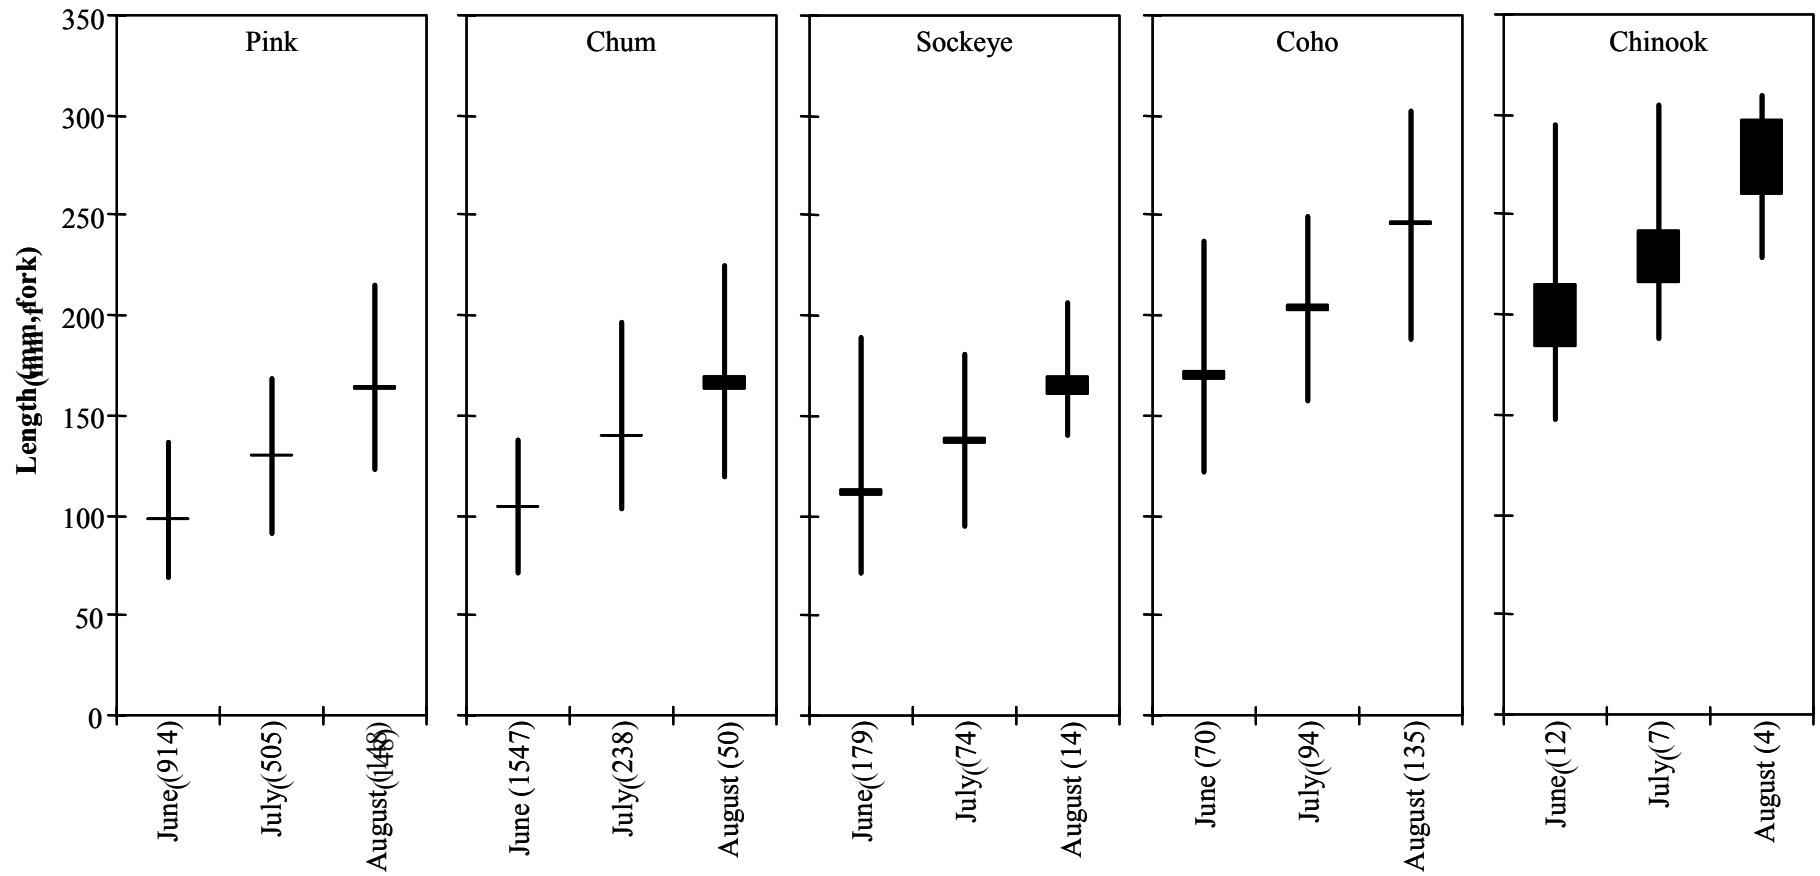 Pink
Chum
Sockeye
Coho
Chinook
350
300
250
200
150
100
50
0
Length (mm, fork)
June (914)
July (505)
August (148)
June (1547)
July (238)
August (50)
June (179)
July (74)
August (14)
June (70)
July (94)
August (135)
June (12)
July (7)
August (4)